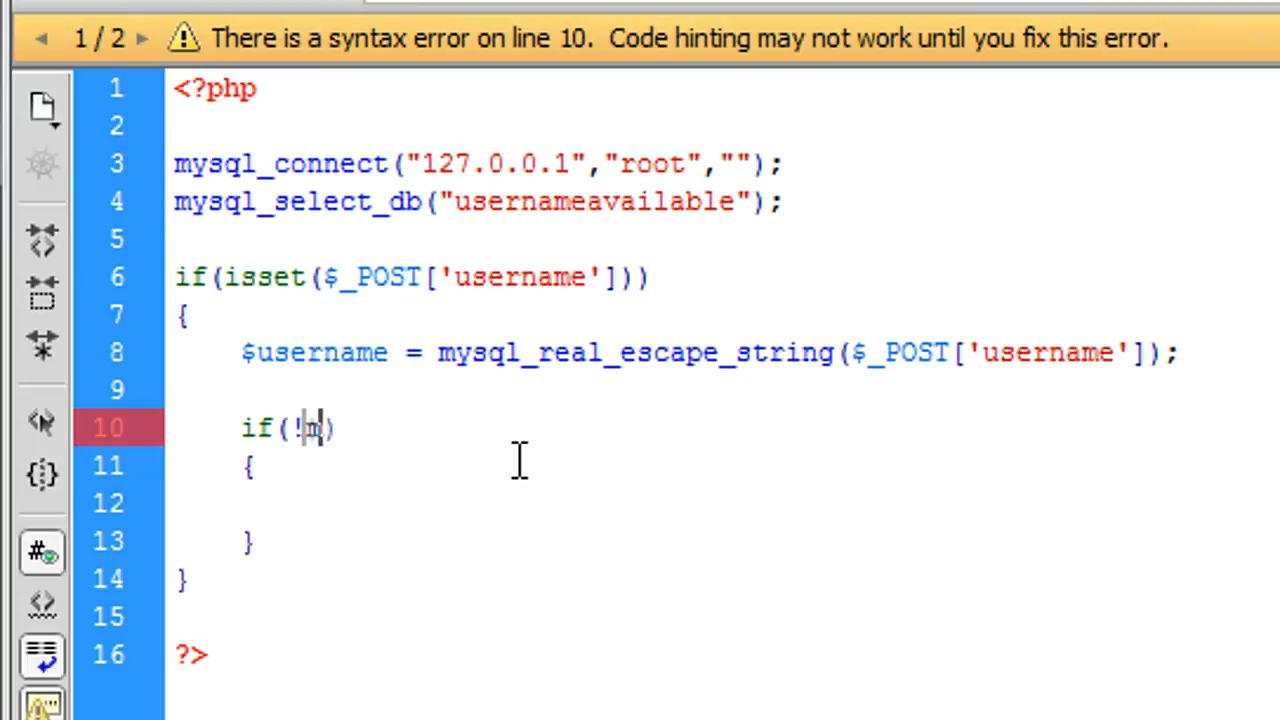 1 / 2 There is a syntax error on line 10. Code hinting may not work until you fix this error.
1 <?php
2
3 mysql_connect("127.0.0.1","root","");
4 mysql_select_db("usernameavailable");
5
6 if(isset($_POST['username']))
7 {
8 $username = mysql_real_escape_string($_POST['username']);
9
10 if(!m)
11 {
12
13 }
14 }
15
16 ?>